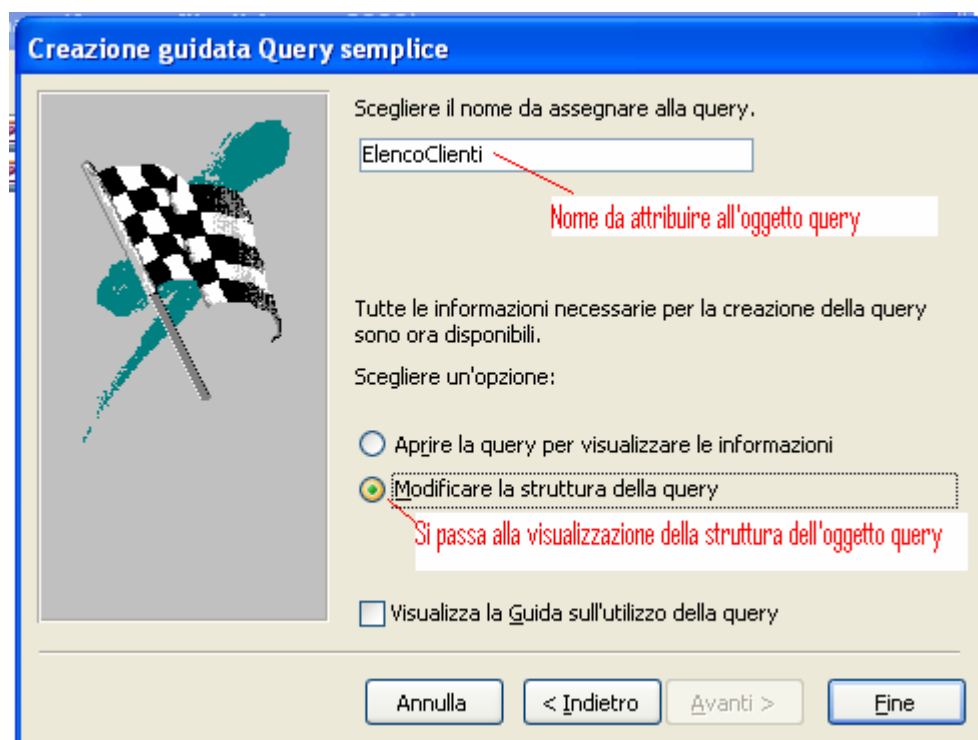 Creazione guidata Query semplice
Scegliere il nome da assegnare alla query.
ElencoClienti
Nome da attribuire all'oggetto query
Tutte le informazioni necessarie per la creazione della query
sono ora disponibili.
Scegliere un'opzione:
Aprire la query per visualizzare le informazioni
Modificare la struttura della query
Si passa alla visualizzazione della struttura dell'oggetto query
Visualizza la Guida sull'utilizzo della query
Annulla
< Indietro
Avanti >
Fine